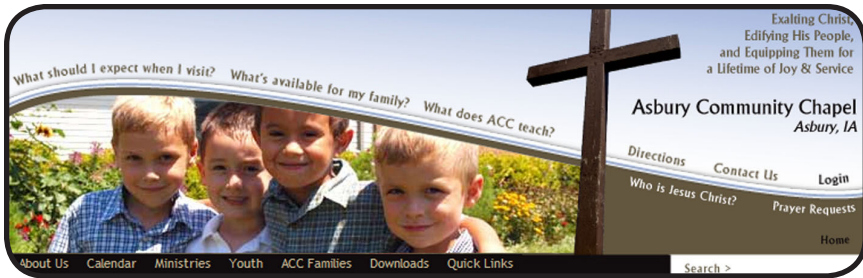 Exalting Christ,
Edifying His People,
and Equipping Them for
a Lifetime of Joy & Service
What should I expect when I visit?
What's available for my family?
What does ACC teach?
Asbury Community Chapel
Asbury, IA
Directions
Contact Us
Login
Who is Jesus Christ?
Prayer Requests
Home
About Us Calendar Ministries Youth ACC Families Downloads Quick Links
Search >